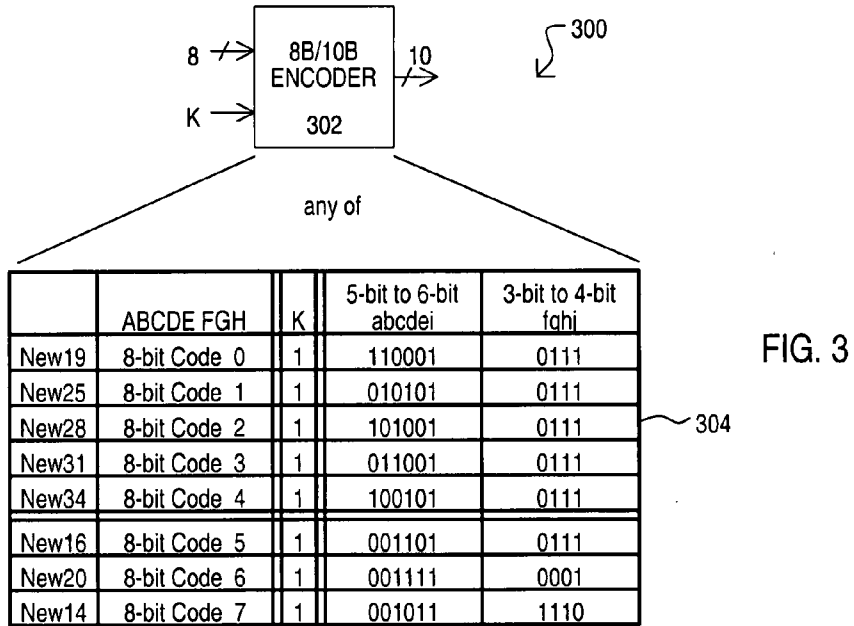 300
8
8B/10B
ENCODER
10
K
302
any of
5-bit to 6-bit 3-bit to 4-bit
ABCDE FGH K abcdei fghj
New19 8-bit Code 0 1 110001 0111
New25 8-bit Code 1 1 010101 0111
New28 8-bit Code 2 1 101001 0111
New31 8-bit Code 3 1 011001 0111
New34 8-bit Code 4 1 100101 0111
New16 8-bit Code 5 1 001101 0111
New20 8-bit Code 6 1 001111 0001
New14 8-bit Code 7 1 001011 1110
304
FIG. 3